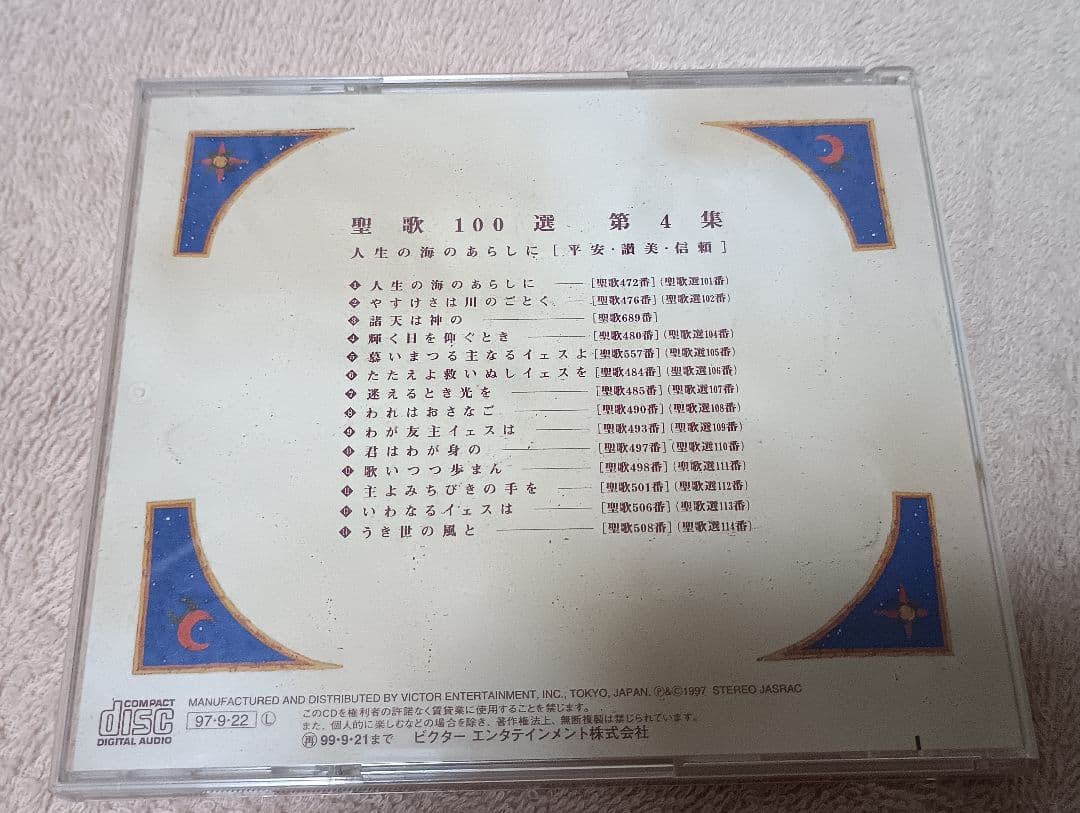 聖歌100選 第4集
人生の海のあらしに[平安・讃美・信頼]
1 人生の海のあらしに [聖歌472番](聖歌選101番)
2 やすけさは川のごとく [聖歌476番](聖歌選102番)
3 諸天は神の [聖歌689番]
4 輝く日を仰ぐとき [聖歌480番](聖歌選104番)
5 慕いまつる主なるイェスよ [聖歌557番](聖歌選105番)
6 たたえよ救いぬしイェスを [聖歌484番](聖歌選106番)
7 迷えるとき光を [聖歌485番](聖歌選107番)
8 われはおさなご [聖歌490番](聖歌選108番)
9 わが友主イェスは [聖歌493番](聖歌選109番)
君はわが身の [聖歌497番](聖歌選110番)
歌いつつ歩まん [聖歌498番](聖歌選111番)
主よみちびきの手を [聖歌501番](聖歌選112番)
いわなるイェスは [聖歌506番](聖歌選113番)
うき世の風と [聖歌508番](聖歌選114番)
COMPACT disc DIGITAL AUDIO
MANUFACTURED AND DISTRIBUTED BY VICTOR ENTERTAINMENT, INC., TOKYO, JAPAN. Ⓟ&©1997 STEREO JASRAC
97・9・22 Ⓛ
このCDを権利者の許諾なく賃貸業に使用することを禁じます。
また、個人的に楽しむなどの場合を除き、著作権法上、無断複製は禁じられています。
再 99・9・21まで ビクター エンタテインメント株式会社